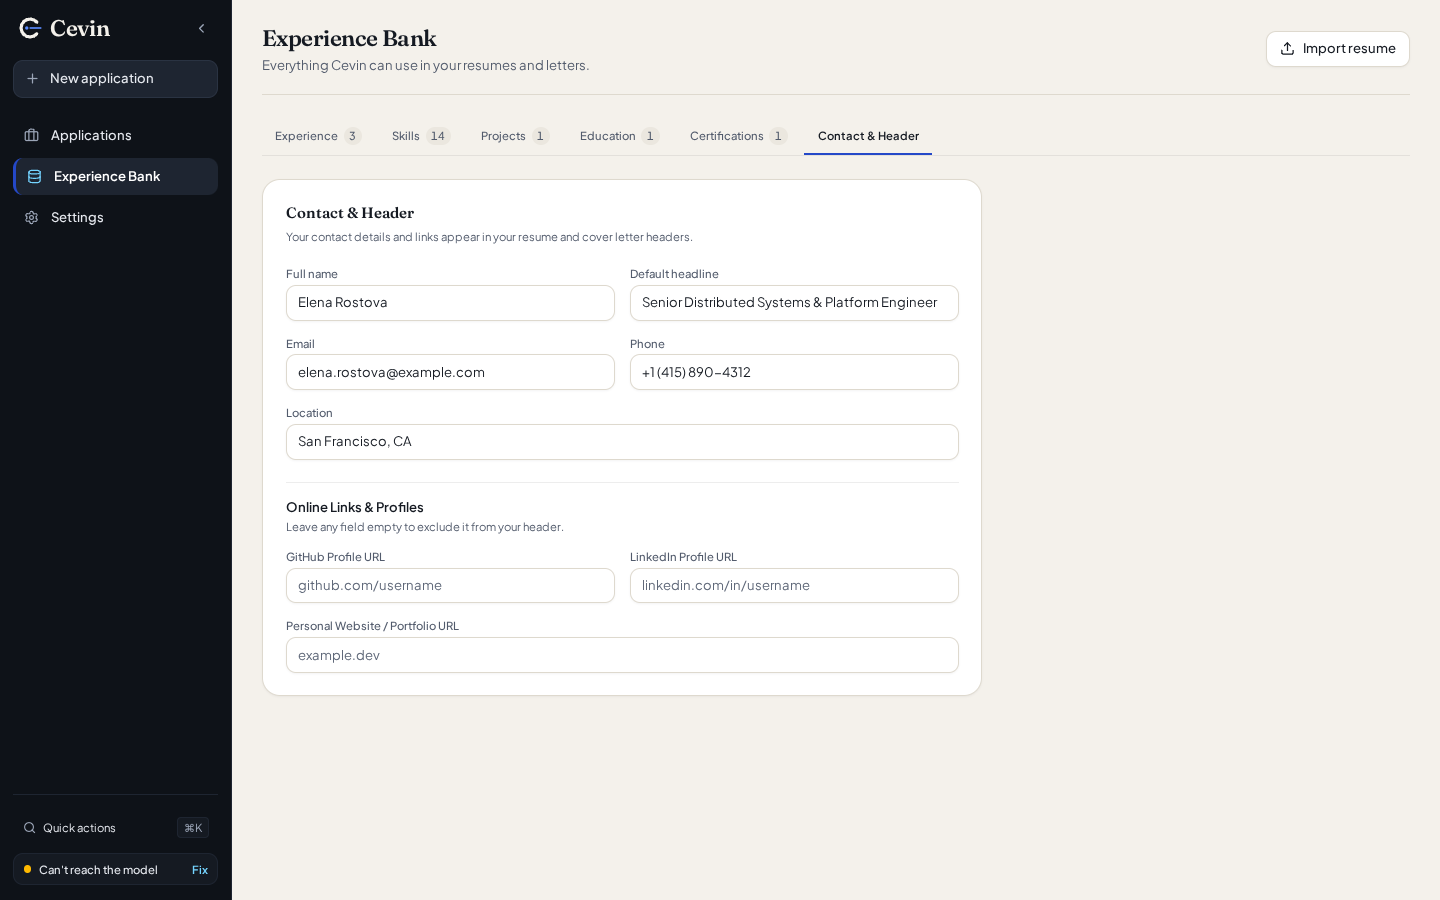 Cevin
New application
Applications
Experience Bank
Settings
Quick actions ⌘K
Can't reach the model Fix
Experience Bank
Everything Cevin can use in your resumes and letters.
Import resume
Experience 3 Skills 14 Projects 1 Education 1 Certifications 1 Contact & Header
Contact & Header
Your contact details and links appear in your resume and cover letter headers.
Full name Default headline
Elena Rostova Senior Distributed Systems & Platform Engineer
Email Phone
elena.rostova@example.com +1 (415) 890-4312
Location
San Francisco, CA
Online Links & Profiles
Leave any field empty to exclude it from your header.
GitHub Profile URL LinkedIn Profile URL
github.com/username linkedin.com/in/username
Personal Website / Portfolio URL
example.dev